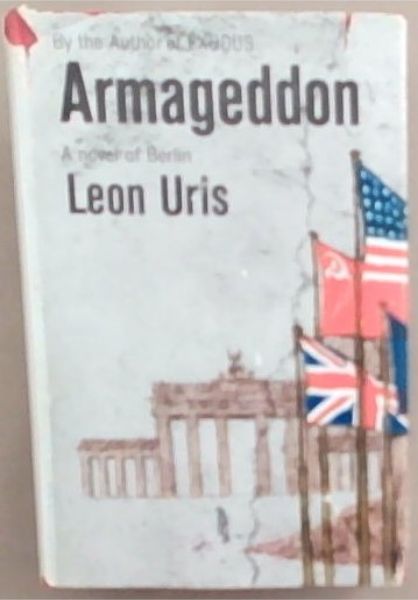 By the Author of EXODUS
Armageddon
A novel of Berlin
Leon Uris